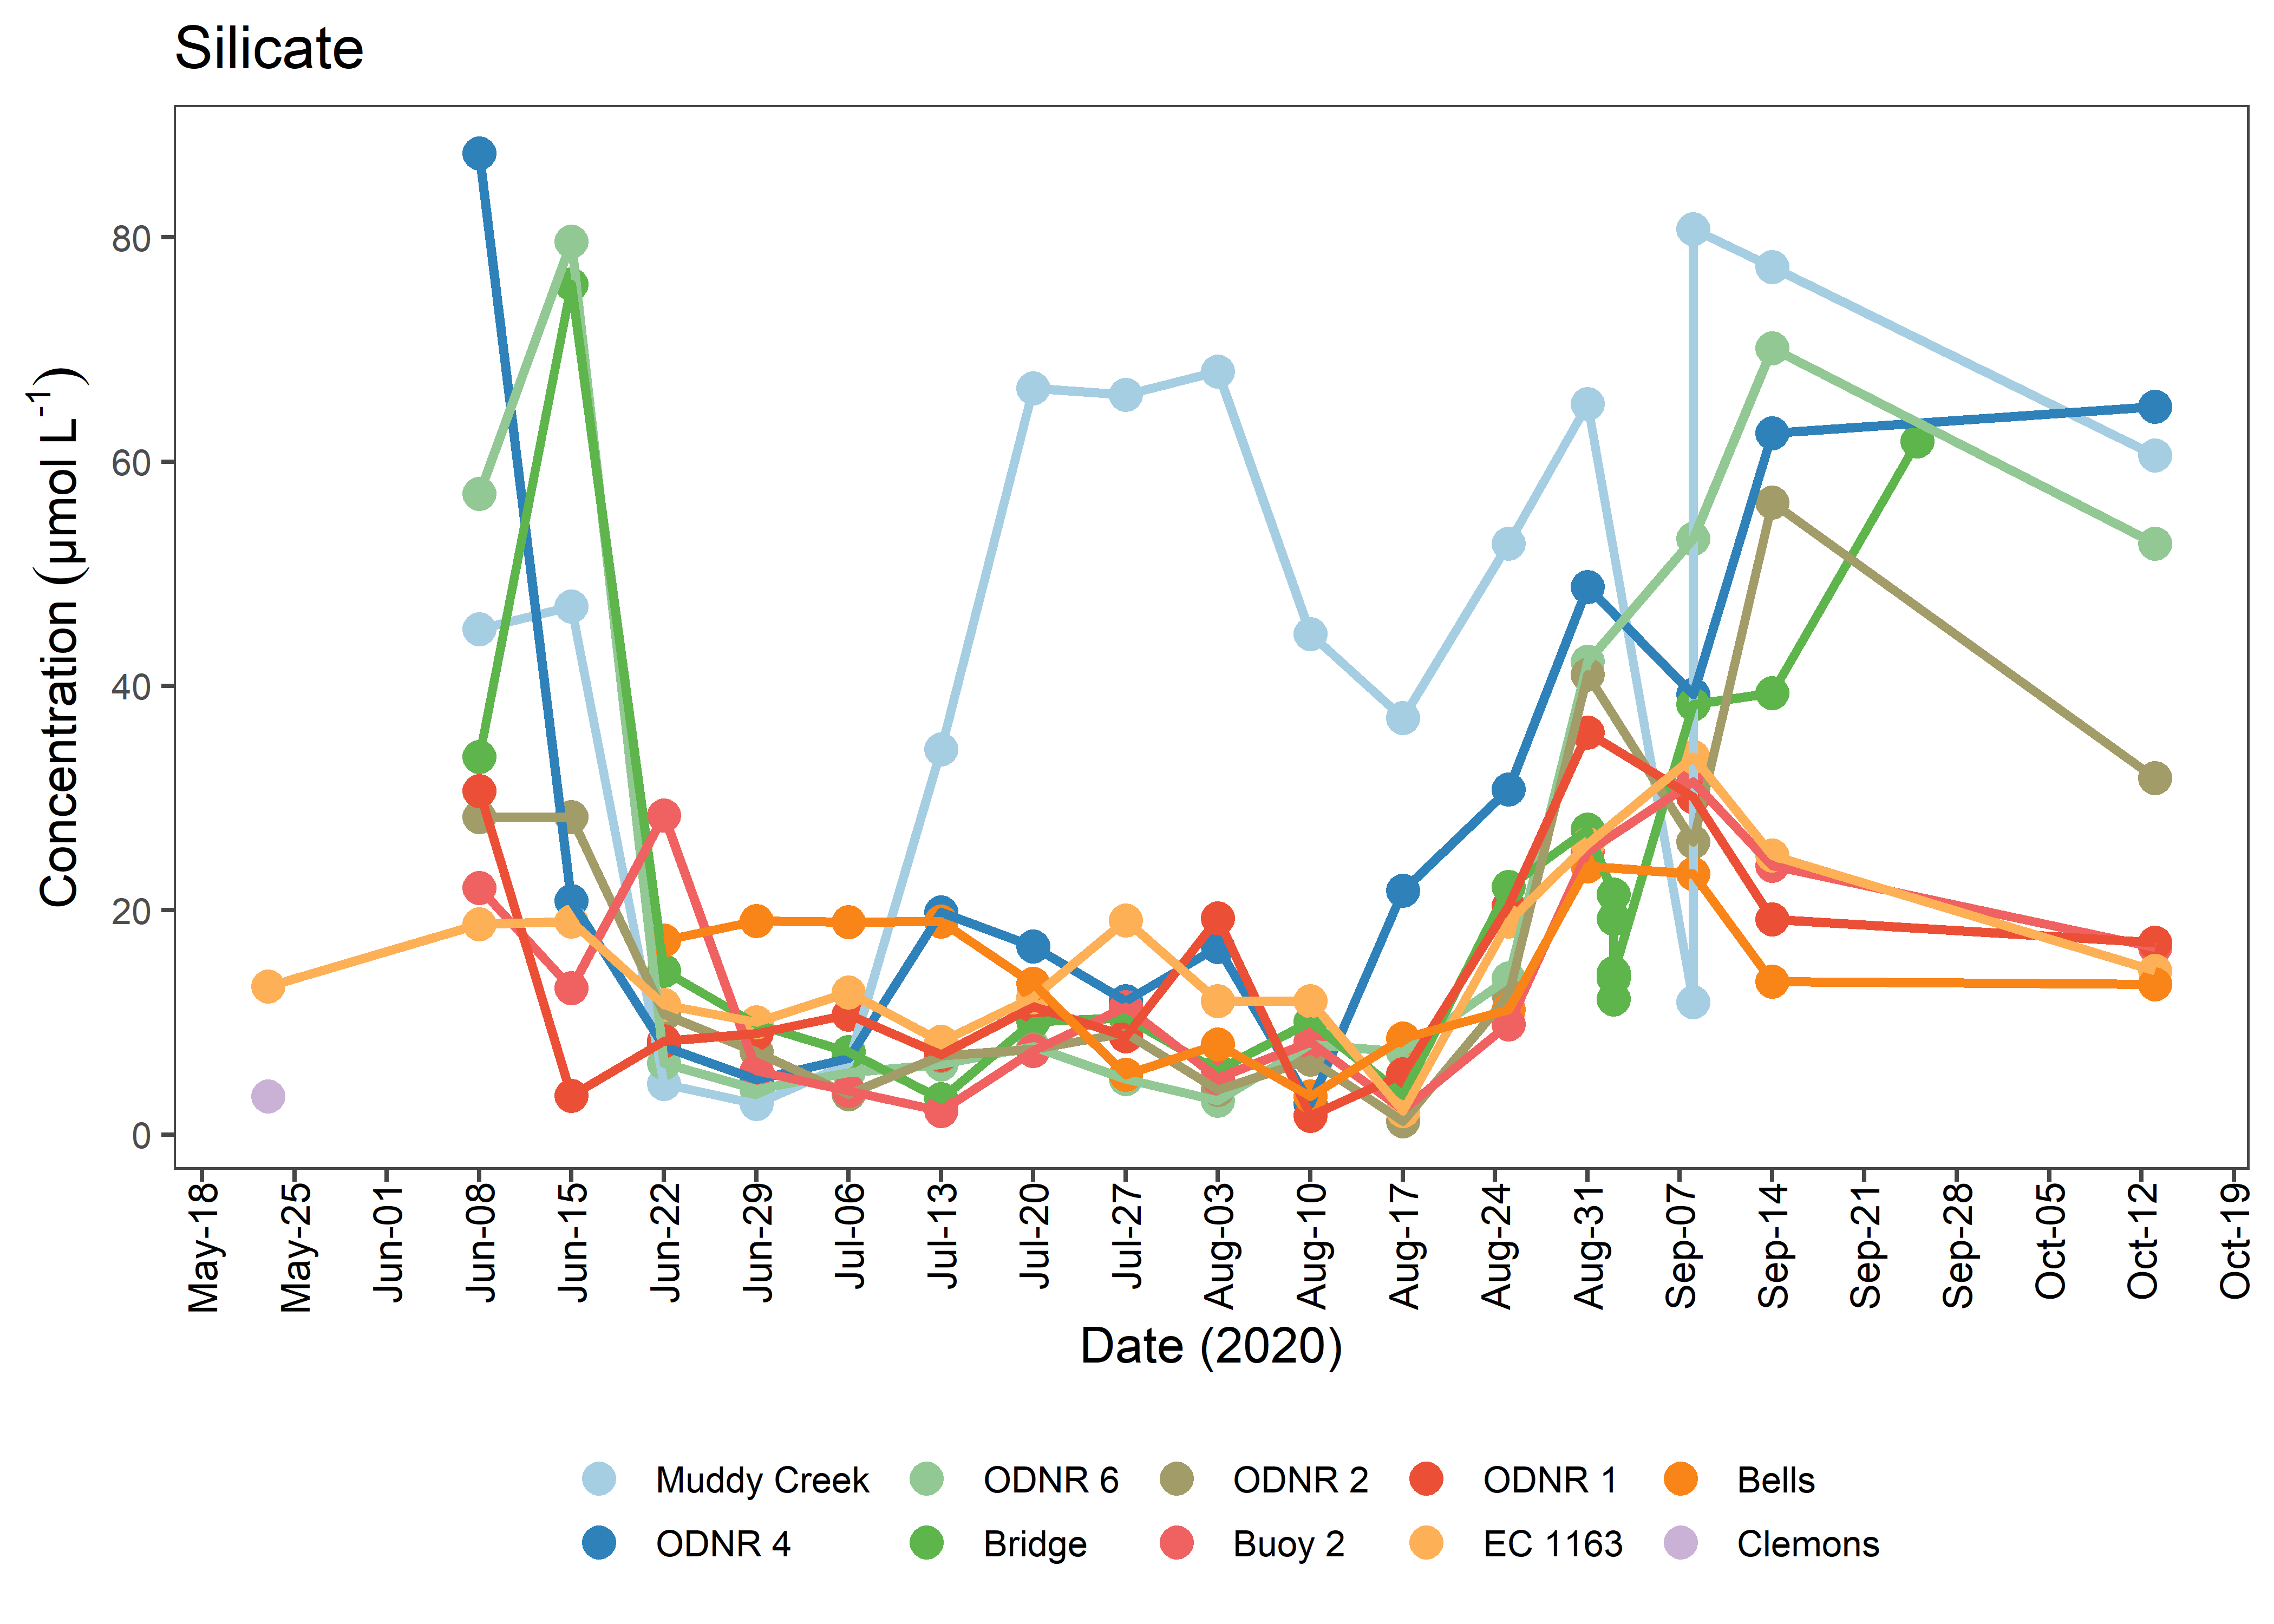 Silicate
Concentration (µmol L-1)
80
60
40
20
0
May-18
May-25
Jun-01
Jun-08
Jun-15
Jun-22
Jun-29
Jul-06
Jul-13
Jul-20
Jul-27
Aug-03
Aug-10
Aug-17
Aug-24
Aug-31
Sep-07
Sep-14
Sep-21
Sep-28
Oct-05
Oct-12
Oct-19
Date (2020)
Muddy Creek ODNR 6 ODNR 2 ODNR 1 Bells
ODNR 4 Bridge Buoy 2 EC 1163 Clemons